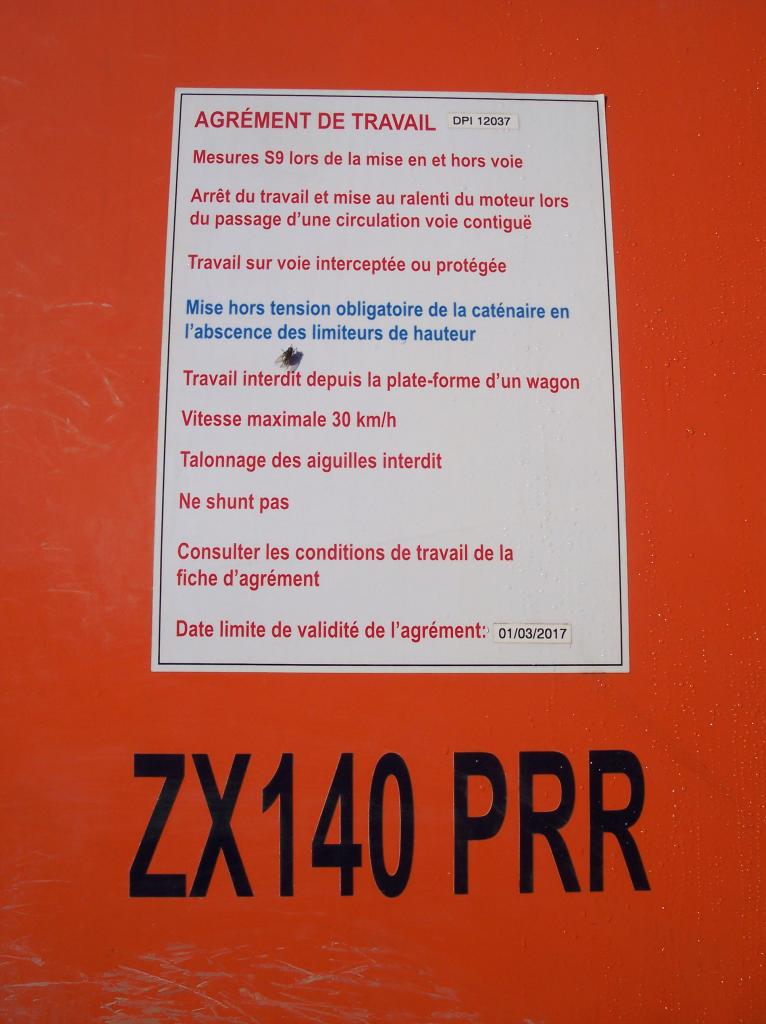 AGRÉMENT DE TRAVAIL DPI 12037
Mesures S9 lors de la mise en et hors voie
Arrêt du travail et mise au ralenti du moteur lors
du passage d'une circulation voie contiguë
Travail sur voie interceptée ou protégée
Mise hors tension obligatoire de la caténaire en
l'abscence des limiteurs de hauteur
Travail interdit depuis la plate-forme d'un wagon
Vitesse maximale 30 km/h
Talonnage des aiguilles interdit
Ne shunt pas
Consulter les conditions de travail de la
fiche d'agrément
Date limite de validité de l'agrément: 01/03/2017
ZX140 PRR